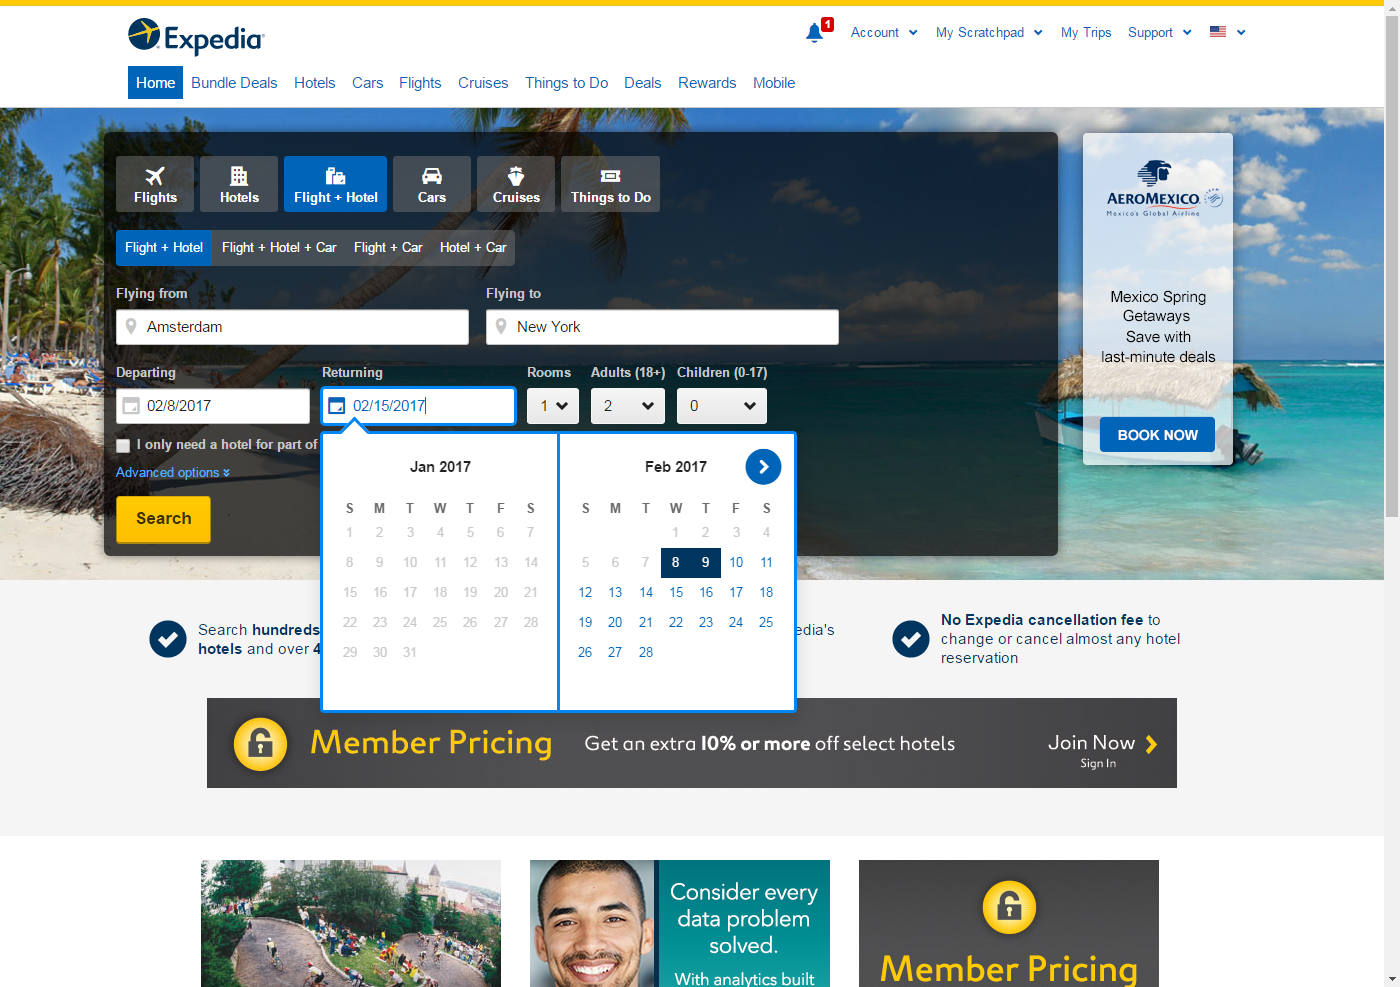 Expedia
1
Account
My Scratchpad
My Trips
Support
Home
Bundle Deals
Hotels
Cars
Flights
Cruises
Things to Do
Deals
Rewards
Mobile
Flights
Hotels
Flight + Hotel
Cars
Cruises
Things to Do
Flight + Hotel
Flight + Hotel + Car
Flight + Car
Hotel + Car
Flying from
Flying to
Amsterdam
New York
Departing
Returning
Rooms
Adults (18+)
Children (0-17)
02/8/2017
02/15/2017
1
2
0
I only need a hotel for part of
Advanced options
Search
Jan 2017
S M T W T F S
1 2 3 4 5 6 7
8 9 10 11 12 13 14
15 16 17 18 19 20 21
22 23 24 25 26 27 28
29 30 31
Feb 2017
S M T W T F S
1 2 3 4
5 6 7 8 9 10 11
12 13 14 15 16 17 18
19 20 21 22 23 24 25
26 27 28
AEROMEXICO
Mexico's Global Airline
Mexico Spring
Getaways
Save with
last-minute deals
BOOK NOW
Search hundreds
hotels and over 4
edia's
No Expedia cancellation fee to
change or cancel almost any hotel
reservation
Member Pricing
Get an extra 10% or more off select hotels
Join Now
Sign In
Consider every
data problem
solved.
With analytics built
Member Pricing